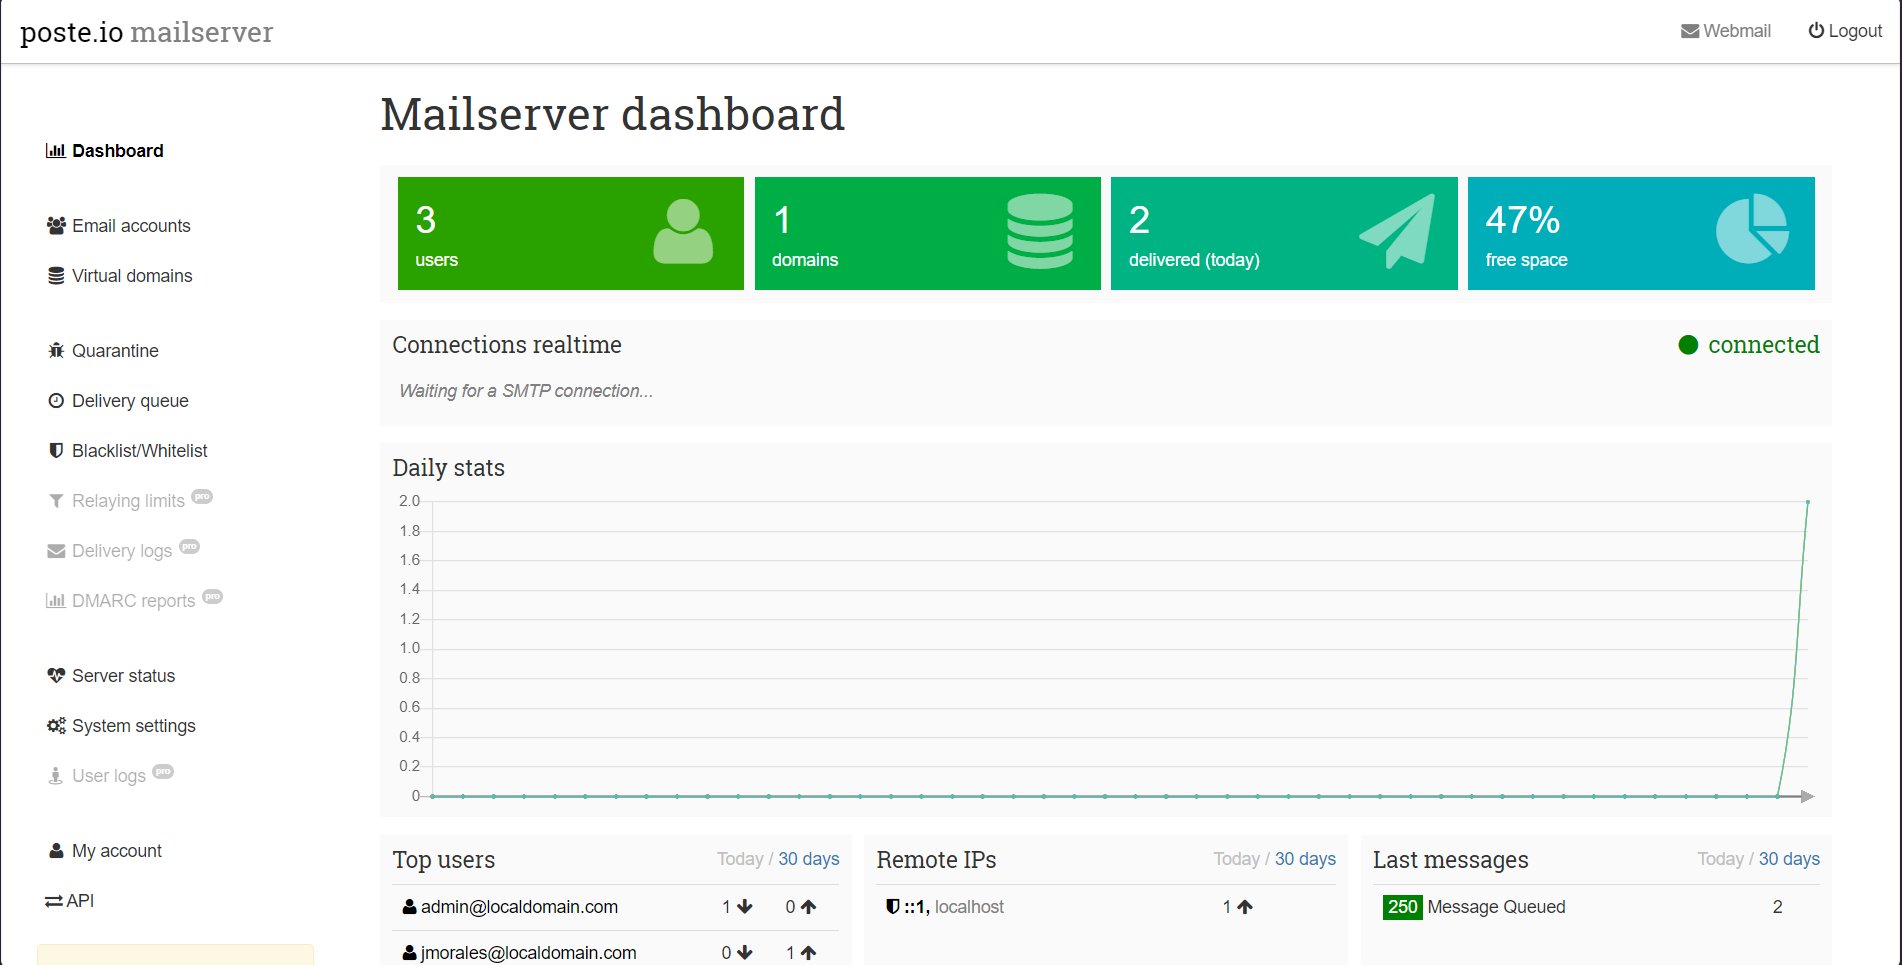 poste.io mailserver
Webmail
Logout
Dashboard
Email accounts
Virtual domains
Quarantine
Delivery queue
Blacklist/Whitelist
Relaying limits pro
Delivery logs pro
DMARC reports pro
Server status
System settings
User logs pro
My account
API
Mailserver dashboard
3
users
1
domains
2
delivered (today)
47%
free space
Connections realtime
connected
Waiting for a SMTP connection...
Daily stats
2.0
1.8
1.6
1.4
1.2
1.0
0.8
0.6
0.4
0.2
0
Top users Today / 30 days
admin@localdomain.com 1 0
jmorales@localdomain.com 0 1
Remote IPs Today / 30 days
::1, localhost 1
Last messages Today / 30 days
250 Message Queued 2